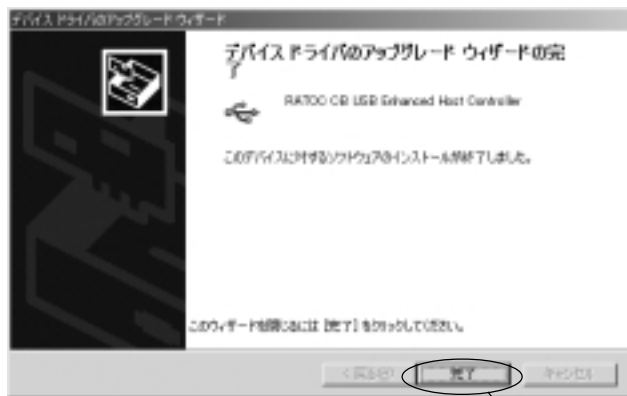 デバイス ドライバのアップグレード ウィザード
デバイス ドライバのアップグレード ウィザードの完
了
RATOC CB USB Enhanced Host Controller
このデバイスに対するソフトウェアのインストールが終了しました。
このウィザードを閉じるには [完了] をクリックしてください。
< 戻る(B)
完了
キャンセル